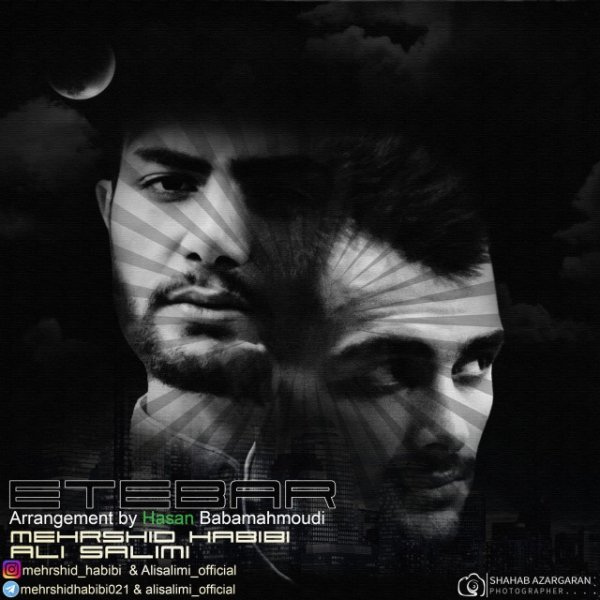 ETEBAR
Arrangement by Hasan Babamahmoudi
MEHRSHID HABIBI
ALI SALIMI
mehrshid_habibi & Alisalimi_official
mehrshidhabibi021 & alisalimi_official
SHAHAB AZARGARAN
PHOTOGRAPHER....